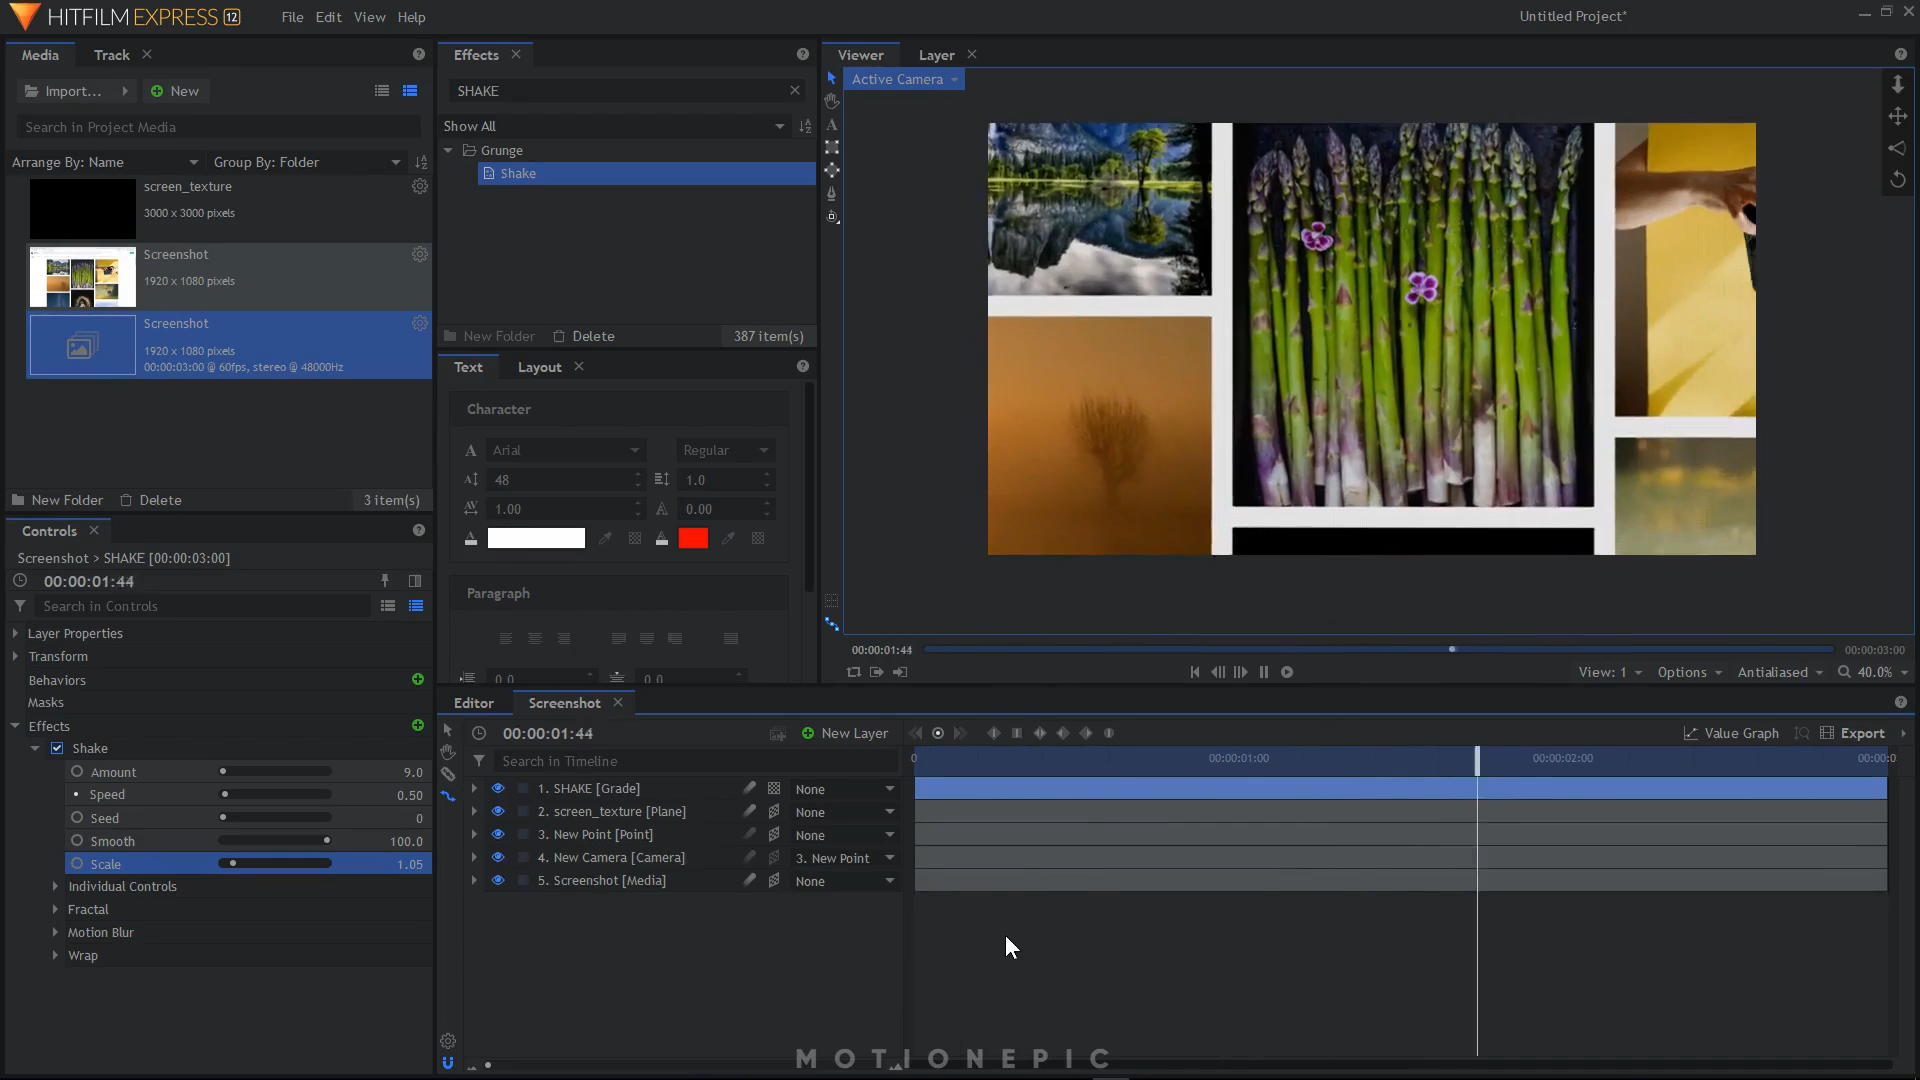 HITFILM EXPRESS 12
File Edit View Help
Untitled Project*
Media Track
Import... New
Search in Project Media
Arrange By: Name Group By: Folder
screen_texture
3000 x 3000 pixels
Screenshot
1920 x 1080 pixels
Screenshot
1920 x 1080 pixels
00:00:03:00 @ 60fps, stereo @ 48000Hz
New Folder Delete 3 item(s)
Controls
Screenshot > SHAKE [00:00:03:00]
00:00:01:44
Search in Controls
Layer Properties
Transform
Behaviors
Masks
Effects
Shake
Amount 9.0
Speed 0.50
Seed 0
Smooth 100.0
Scale 1.05
Individual Controls
Fractal
Motion Blur
Wrap
Effects
SHAKE
Show All
Grunge
Shake
New Folder Delete 387 item(s)
Text Layout
Character
Arial Regular
48 1.0
1.00 0.00
Paragraph
0.0 0.0
Viewer Layer
Active Camera
00:00:01:44 00:00:03:00
View: 1 Options Antialiased 40.0%
Editor Screenshot
00:00:01:44 New Layer Value Graph Export
Search in Timeline
0 00:00:01:00 00:00:02:00 00:00:0
1. SHAKE [Grade] None
2. screen_texture [Plane] None
3. New Point [Point] None
4. New Camera [Camera] 3. New Point
5. Screenshot [Media] None
MOTIONEPIC